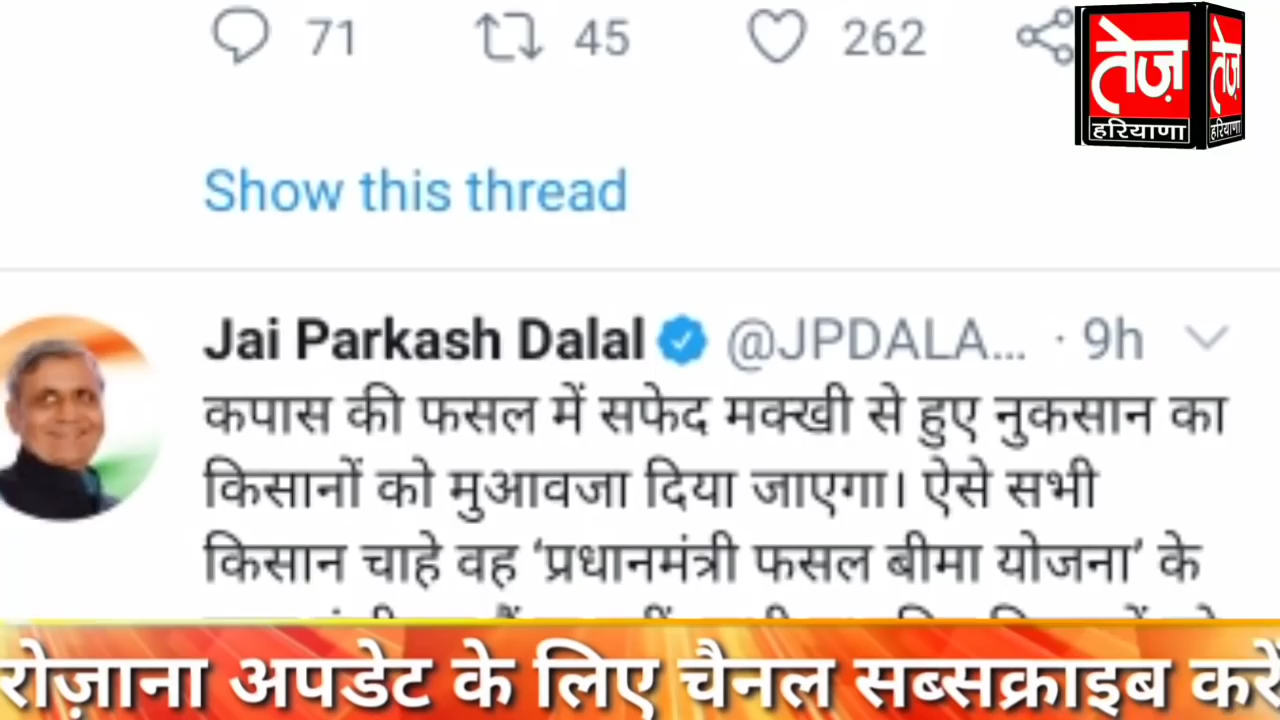 71 45 262
तेज़ तेज़
हरियाणा हरियाणा
Show this thread
Jai Parkash Dalal @JPDALA... · 9h
कपास की फसल में सफेद मक्खी से हुए नुकसान का
किसानों को मुआवजा दिया जाएगा। ऐसे सभी
किसान चाहे वह ‘प्रधानमंत्री फसल बीमा योजना’ के
रोज़ाना अपडेट के लिए चैनल सब्सक्राइब करें